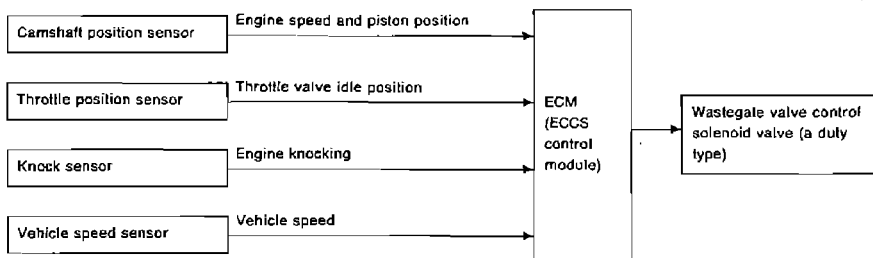 Camshaft position sensor
Engine speed and piston position
Throttle position sensor
Throttle valve idle position
Knock sensor
Engine knocking
Vehicle speed sensor
Vehicle speed
ECM
(ECCS
control
module)
Wastegale valve control
solenoid valve (a duty
type)